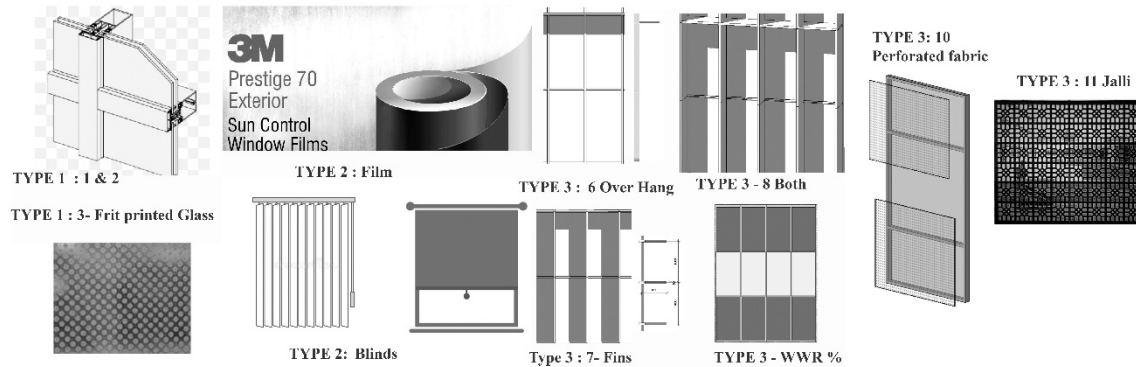 3M
Prestige 70
Exterior
Sun Control
Window Films
TYPE 1 : 1 & 2
TYPE 2 : Film
TYPE 3 : 6 Over Hang
TYPE 3 - 8 Both
TYPE 3: 10
Perforated fabric
TYPE 3 : 11 Jalli
TYPE 1 : 3- Frit printed Glass
TYPE 2: Blinds
Type 3 : 7- Fins
TYPE 3 - WWR %